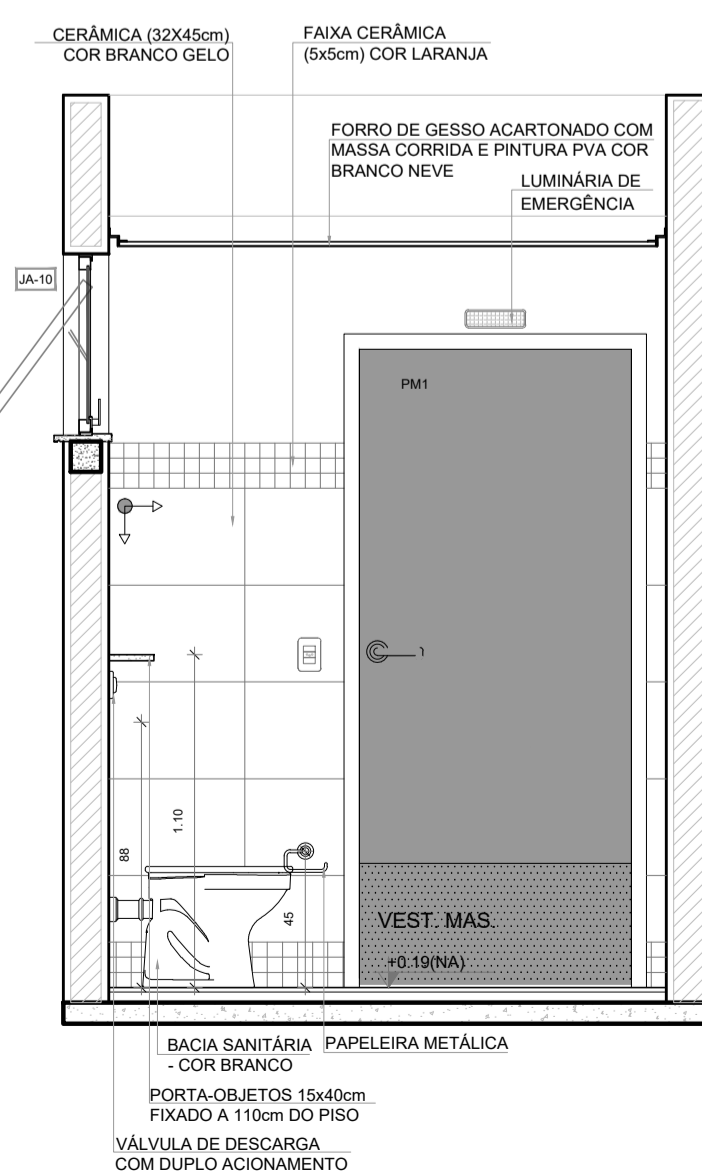 CERÂMICA (32X45cm)
COR BRANCO GELO
FAIXA CERÂMICA
(5x5cm) COR LARANJA
FORRO DE GESSO ACARTONADO COM
MASSA CORRIDA E PINTURA PVA COR
BRANCO NEVE
LUMINÁRIA DE
EMERGÊNCIA
JA-10
PM1
1.10
88
45
VEST. MAS.
+0.19(NA)
BACIA SANITÁRIA
- COR BRANCO
PAPELEIRA METÁLICA
PORTA-OBJETOS 15x40cm
FIXADO A 110cm DO PISO
VÁLVULA DE DESCARGA
COM DUPLO ACIONAMENTO